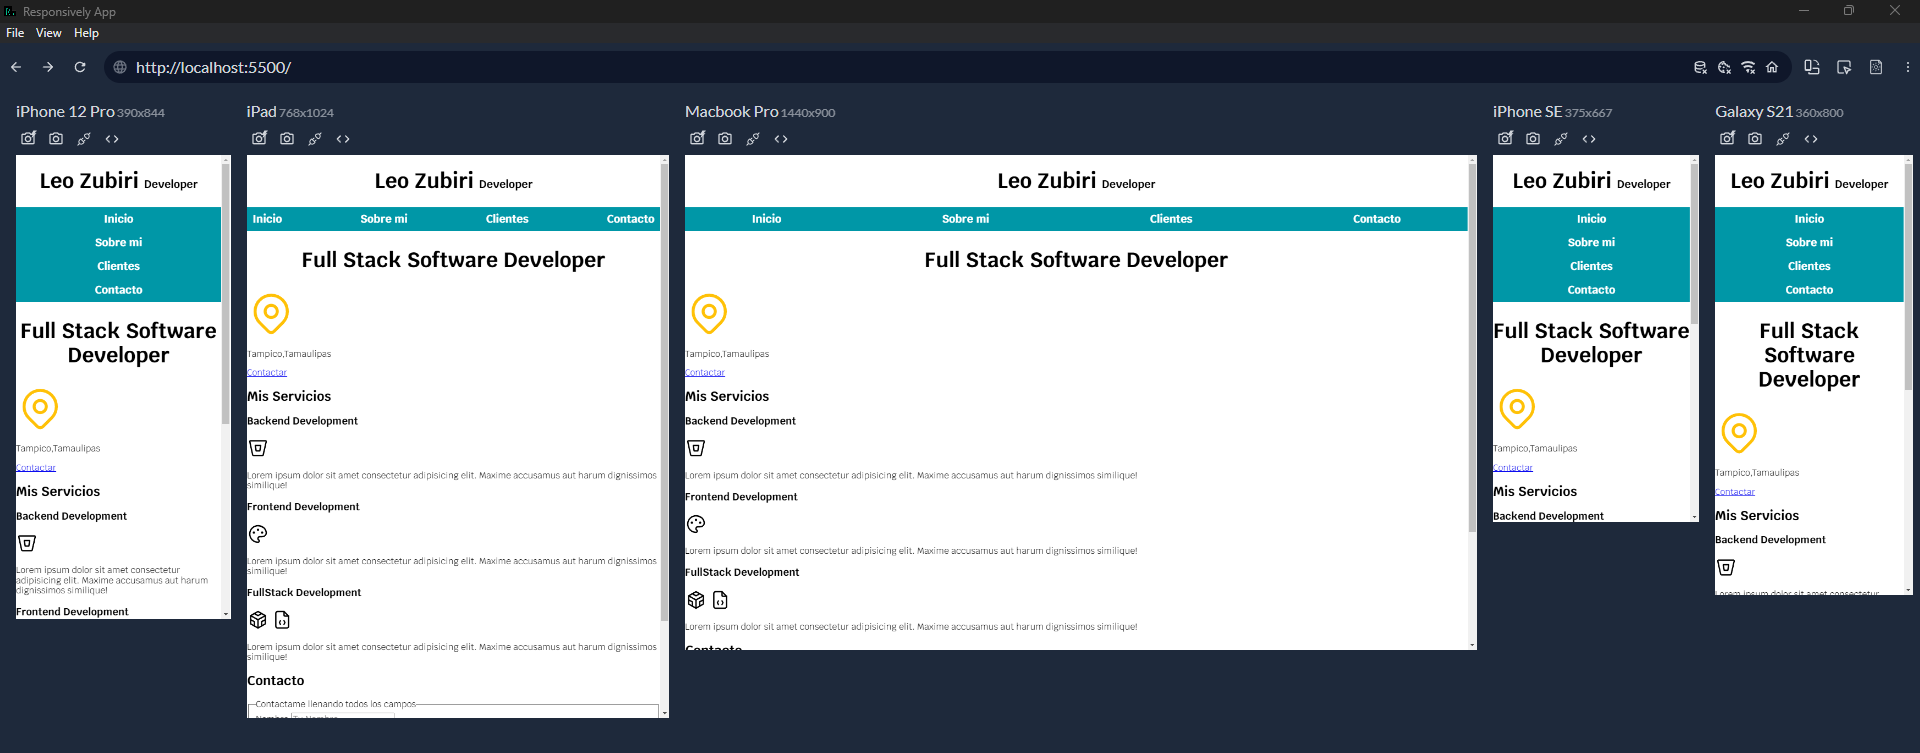 Responsively App
File View Help
http://localhost:5500/
iPhone 12 Pro 390x844
Leo Zubiri Developer
Inicio
Sobre mi
Clientes
Contacto
Full Stack Software
Developer
Tampico,Tamaulipas
Contactar
Mis Servicios
Backend Development
Lorem ipsum dolor sit amet consectetur
adipisicing elit. Maxime accusamus aut harum
dignissimos similique!
Frontend Development
iPad 768x1024
Leo Zubiri Developer
Inicio Sobre mi Clientes Contacto
Full Stack Software Developer
Tampico,Tamaulipas
Contactar
Mis Servicios
Backend Development
Lorem ipsum dolor sit amet consectetur adipisicing elit. Maxime accusamus aut harum dignissimos
similique!
Frontend Development
Lorem ipsum dolor sit amet consectetur adipisicing elit. Maxime accusamus aut harum dignissimos
similique!
FullStack Development
Lorem ipsum dolor sit amet consectetur adipisicing elit. Maxime accusamus aut harum dignissimos
similique!
Contacto
Contactame llenando todos los campos
Nombre Tu Nombre
Macbook Pro 1440x900
Leo Zubiri Developer
Inicio Sobre mi Clientes Contacto
Full Stack Software Developer
Tampico,Tamaulipas
Contactar
Mis Servicios
Backend Development
Lorem ipsum dolor sit amet consectetur adipisicing elit. Maxime accusamus aut harum dignissimos similique!
Frontend Development
Lorem ipsum dolor sit amet consectetur adipisicing elit. Maxime accusamus aut harum dignissimos similique!
FullStack Development
Lorem ipsum dolor sit amet consectetur adipisicing elit. Maxime accusamus aut harum dignissimos similique!
Contacto
iPhone SE 375x667
Leo Zubiri Developer
Inicio
Sobre mi
Clientes
Contacto
Full Stack Software
Developer
Tampico,Tamaulipas
Contactar
Mis Servicios
Backend Development
Galaxy S21 360x800
Leo Zubiri Developer
Inicio
Sobre mi
Clientes
Contacto
Full Stack
Software
Developer
Tampico,Tamaulipas
Contactar
Mis Servicios
Backend Development
Lorem ipsum dolor sit amet consectetur